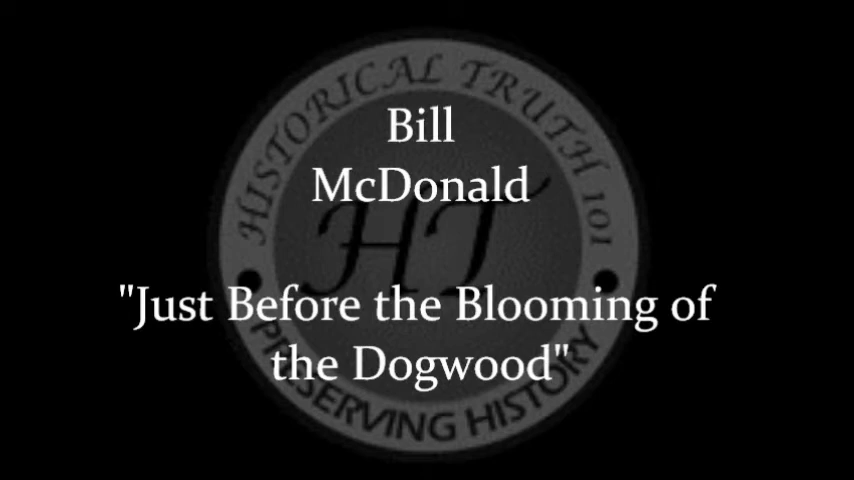 HISTORICAL TRUTH 101
Bill
McDonald
HT
"Just Before the Blooming of
the Dogwood"
PRESERVING HISTORY